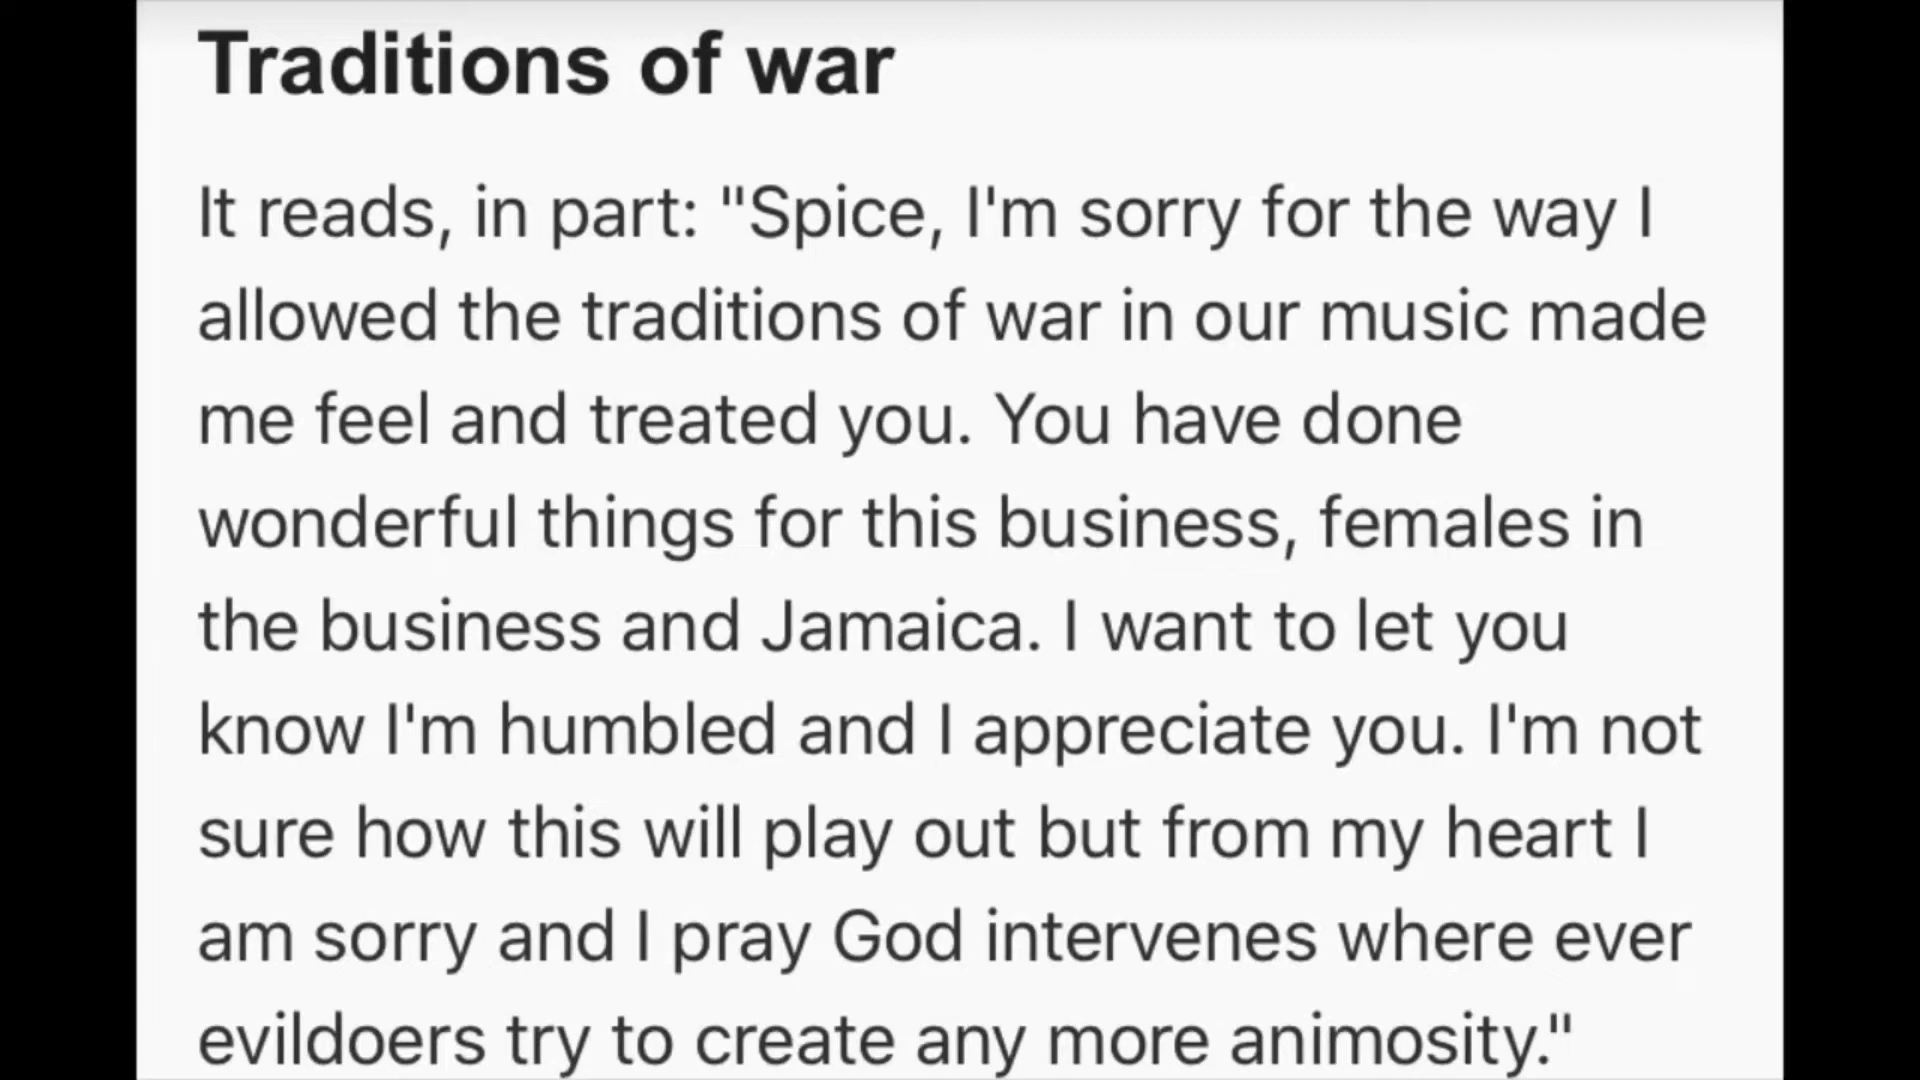 Traditions of war
It reads, in part: "Spice, I'm sorry for the way I
allowed the traditions of war in our music made
me feel and treated you. You have done
wonderful things for this business, females in
the business and Jamaica. I want to let you
know I'm humbled and I appreciate you. I'm not
sure how this will play out but from my heart I
am sorry and I pray God intervenes where ever
evildoers try to create any more animosity."